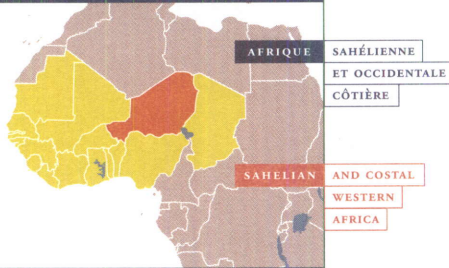 AFRIQUE SAHÉLIENNE
ET OCCIDENTALE
CÔTIÈRE
SAHELIAN AND COSTAL
WESTERN
AFRICA